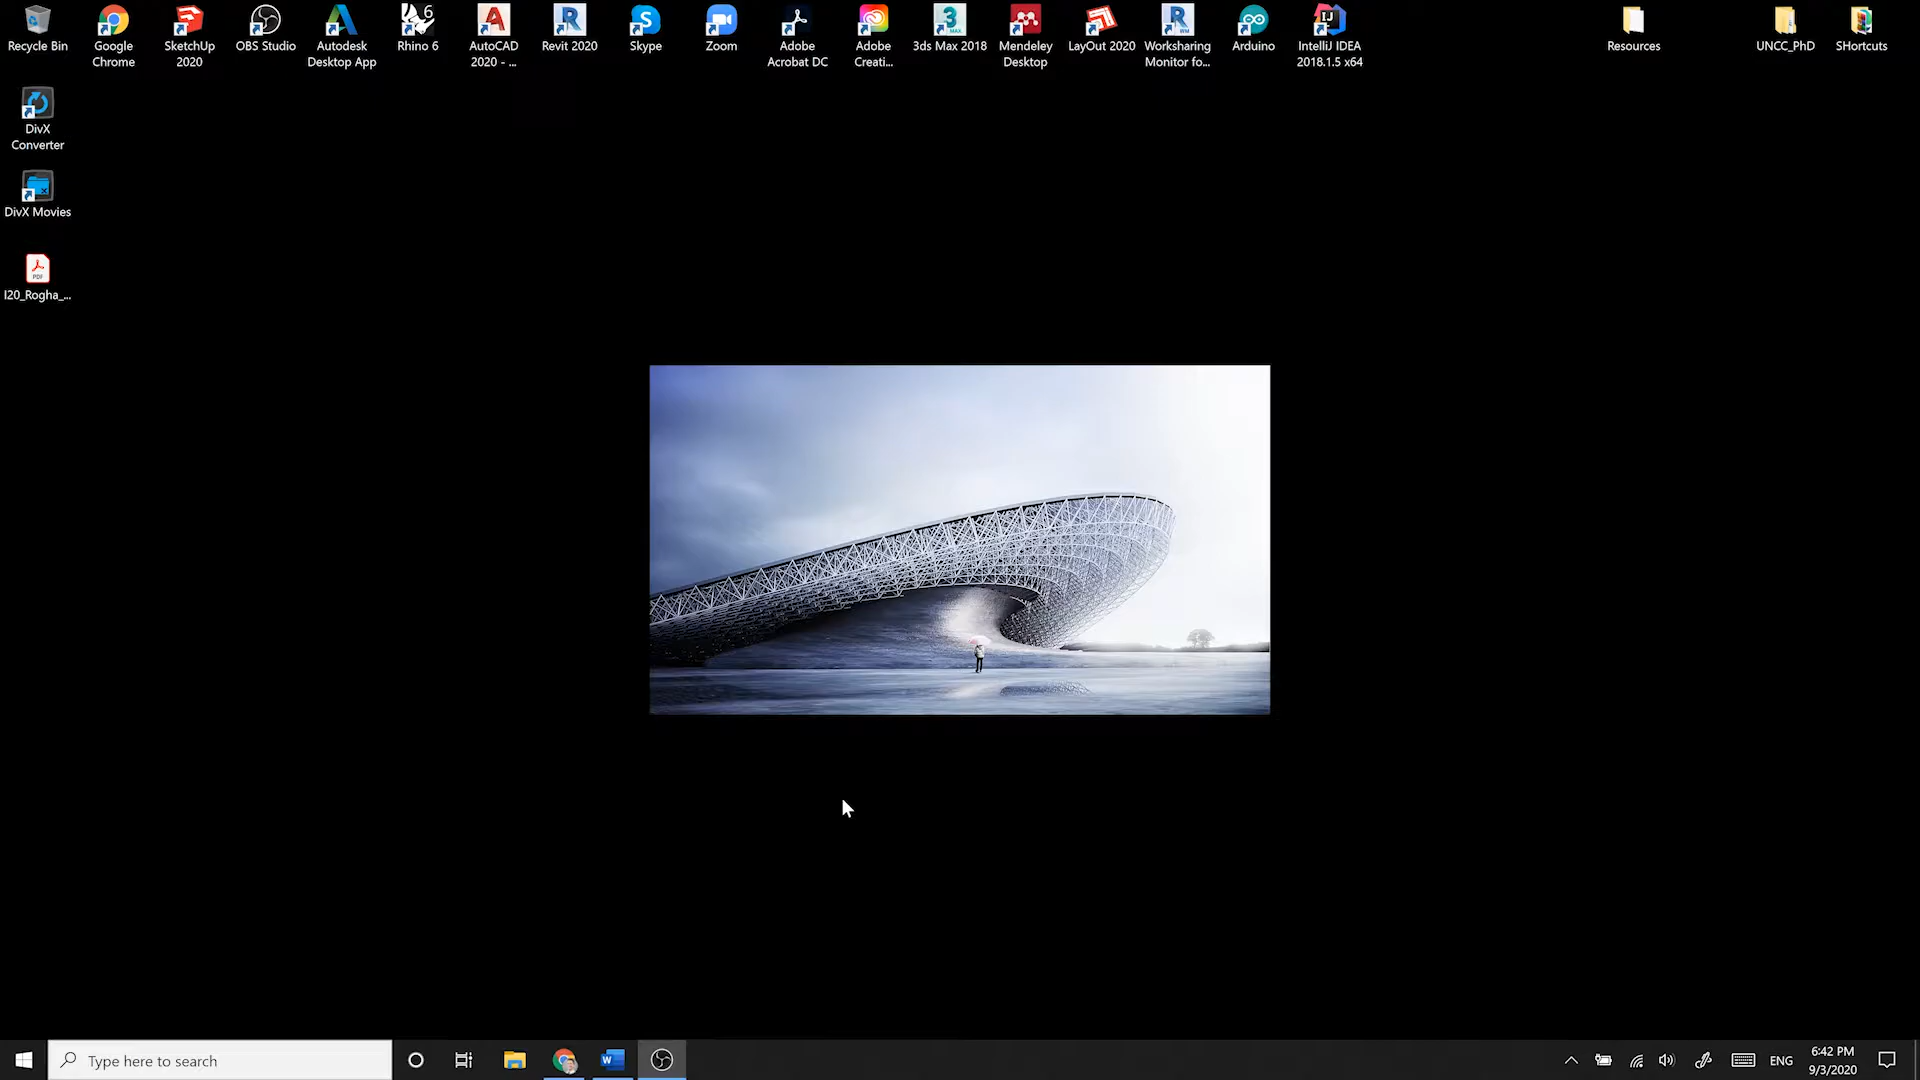 Recycle Bin
Google
Chrome
SketchUp
2020
OBS Studio
Autodesk
Desktop App
6
Rhino 6
AutoCAD
2020 - ...
Revit 2020
Skype
Zoom
Adobe
Acrobat DC
Adobe
Creati...
3ds Max 2018
Mendeley
Desktop
LayOut 2020
Worksharing
Monitor fo...
Arduino
IntelliJ IDEA
2018.1.5 x64
Resources
UNCC_PhD
SHortcuts
DivX
Converter
DivX Movies
PDF
I20_Rogha_...
Type here to search
ENG
6:42 PM
9/3/2020